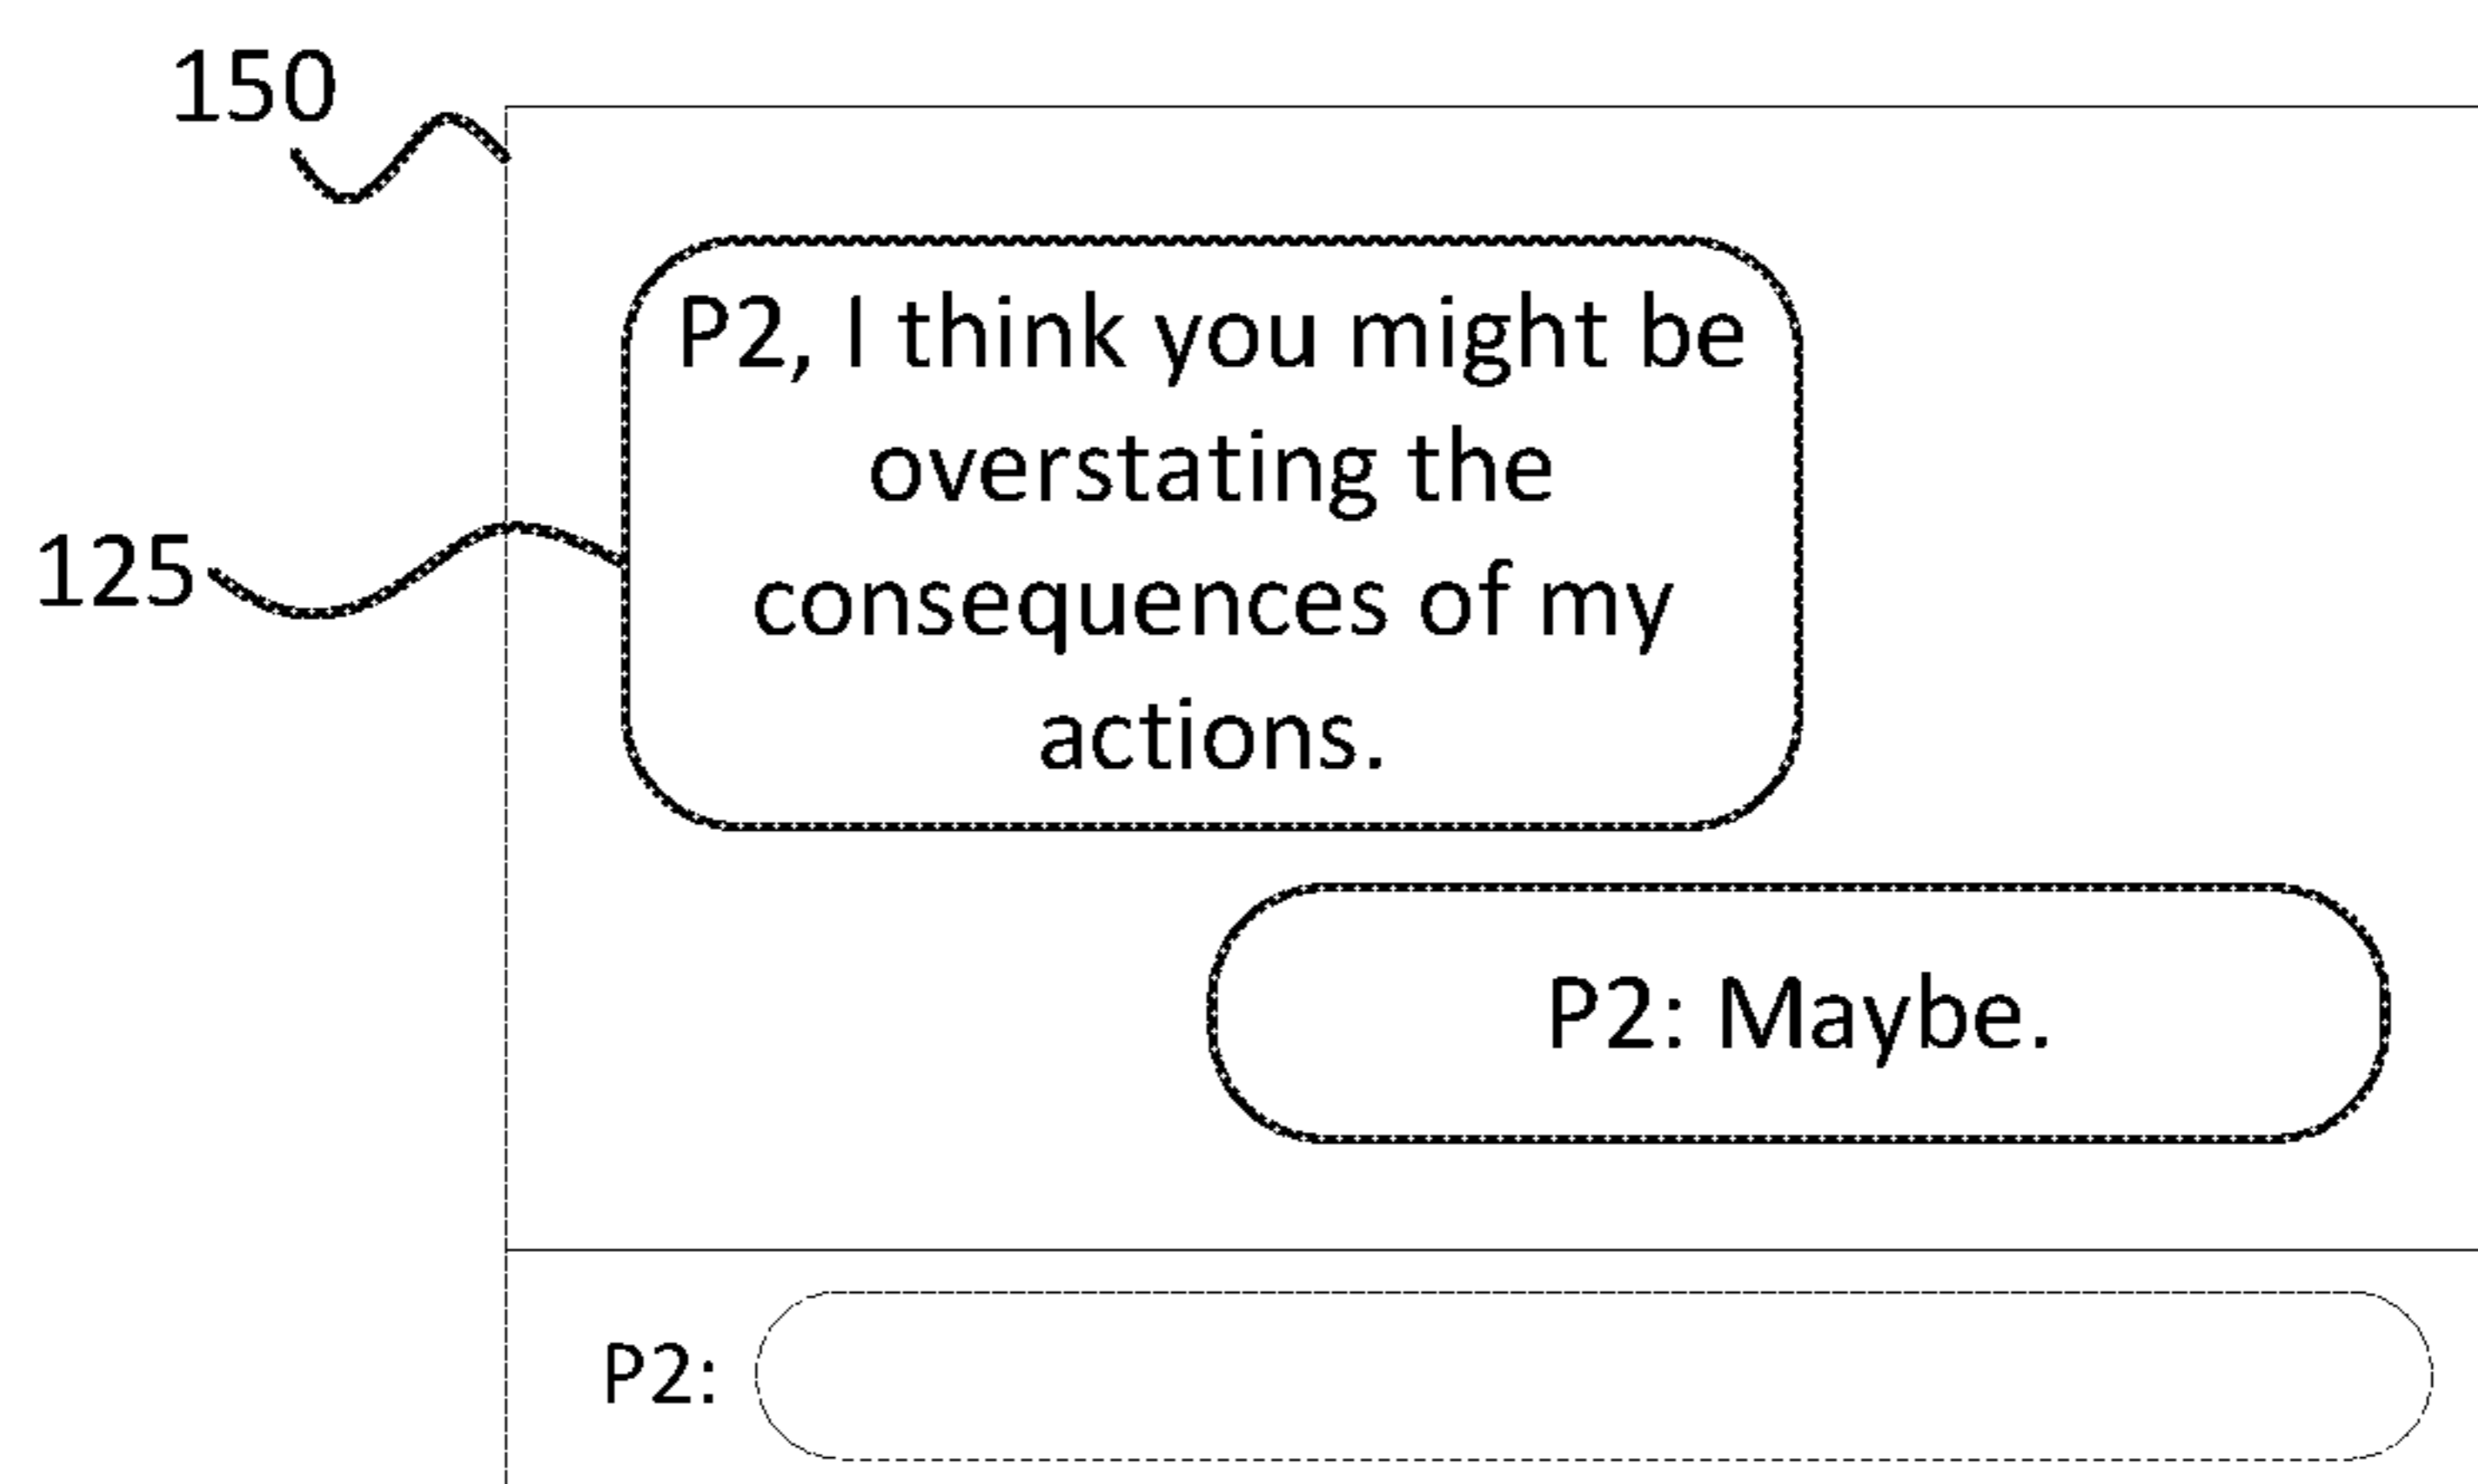 150
P2, I think you might be
overstating the
125
consequences of my
actions.
P2: Maybe.
P2: